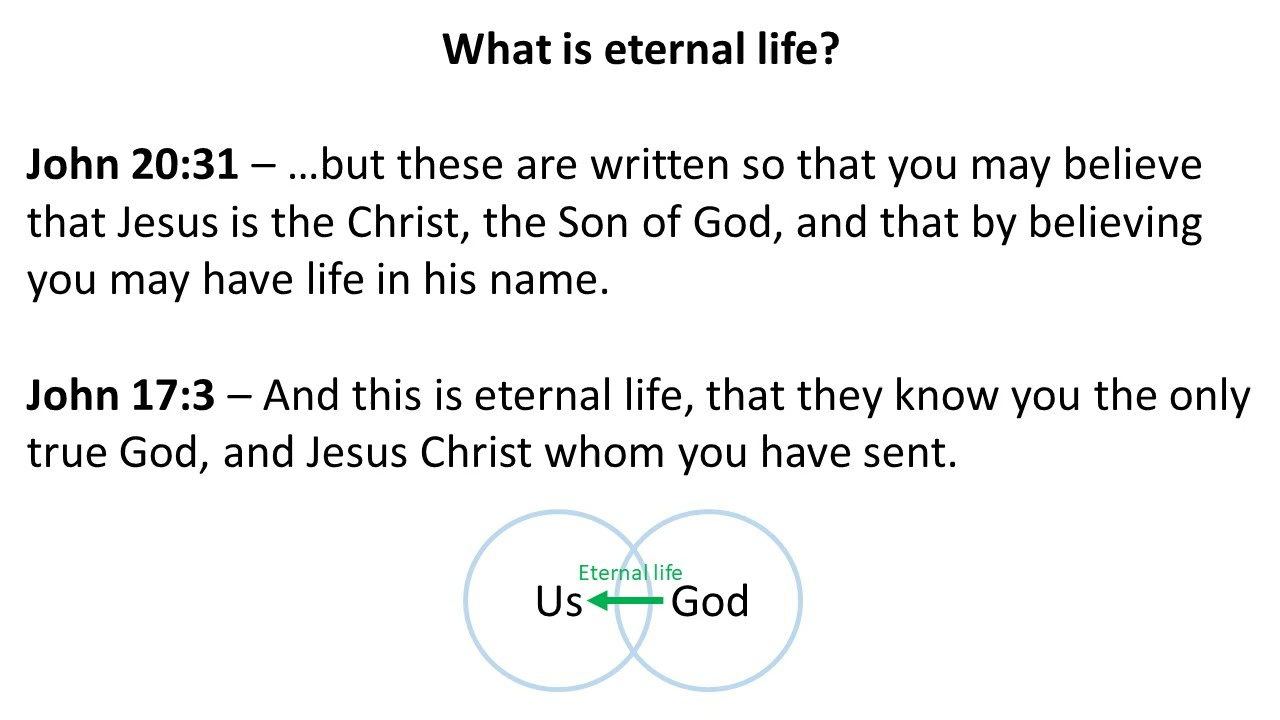 What is eternal life?
John 20:31 – …but these are written so that you may believe
that Jesus is the Christ, the Son of God, and that by believing
you may have life in his name.
John 17:3 – And this is eternal life, that they know you the only
true God, and Jesus Christ whom you have sent.
Eternal life
Us God